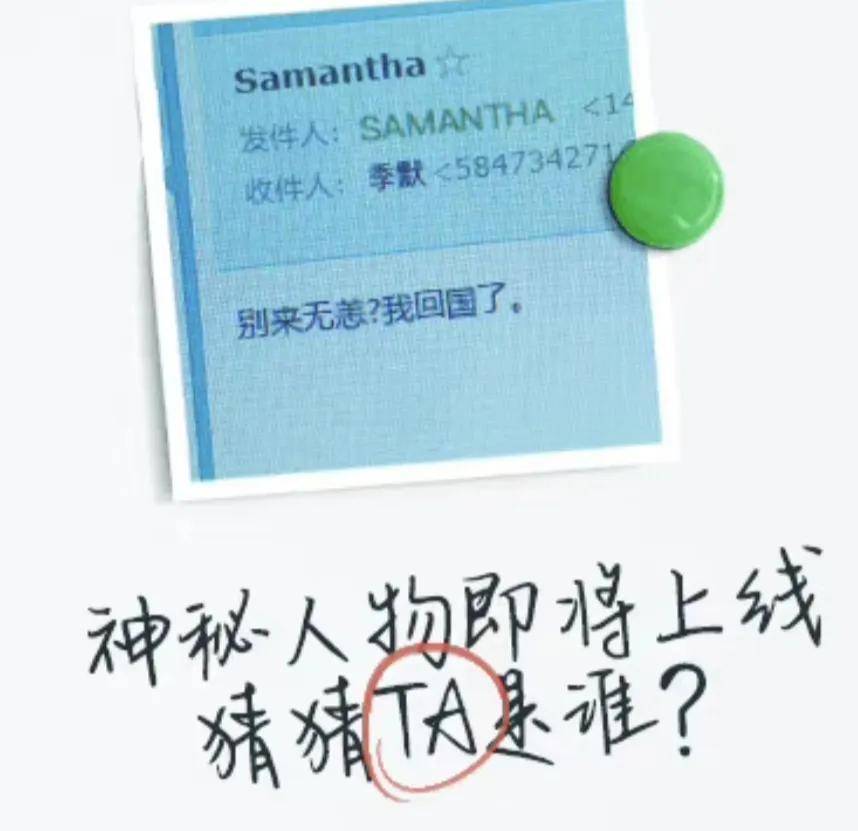 Samantha ☆
发件人: SAMANTHA <14
收件人: 季默 <584734271
别来无恙?我回国了。
神秘人物即将上线
猜猜TA是谁?